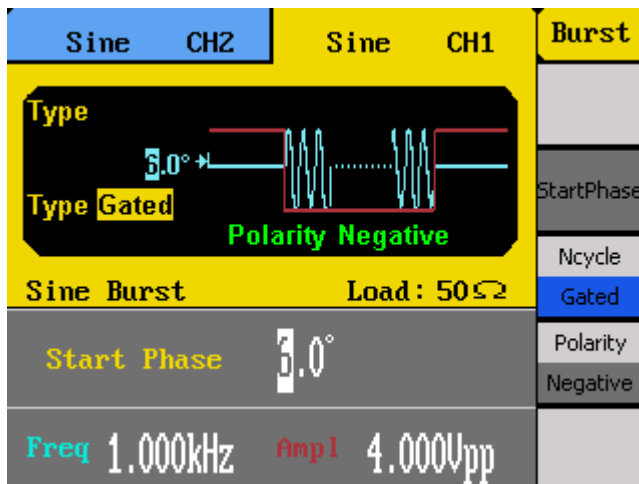 Sine CH2 Sine CH1 Burst
Type
6.0°
StartPhase
Type Gated
Polarity Negative
Ncycle
Gated
Sine Burst Load: 50Ω
Polarity
Negative
Start Phase 6.0°
Freq 1.000kHz Ampl 4.000Vpp